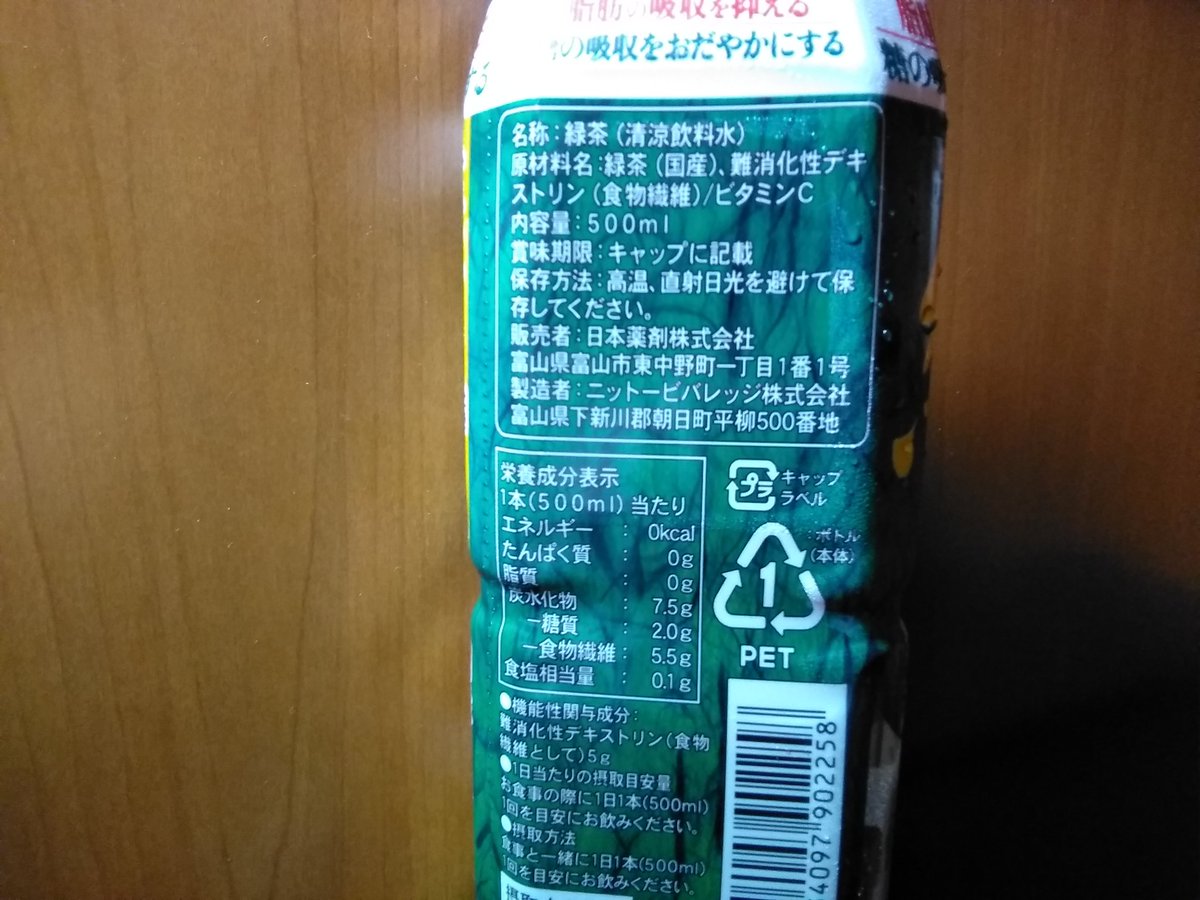 脂肪の吸収を抑える
の吸収をおだやかにする
糖の
名称：緑茶（清涼飲料水）
原材料名：緑茶（国産）、難消化性デキ
ストリン（食物繊維）/ビタミンC
内容量：500ml
賞味期限：キャップに記載
保存方法：高温、直射日光を避けて保
存してください。
販売者：日本薬剤株式会社
富山県富山市東中野町一丁目1番1号
製造者：ニットービバレッジ株式会社
富山県下新川郡朝日町平柳500番地
栄養成分表示
1本(500ml)当たり
エネルギー ： 0kcal
たんぱく質 ： 0g
脂質 ： 0g
炭水化物 ： 7.5g
－糖質 ： 2.0g
－食物繊維 ： 5.5g
食塩相当量 ： 0.1g
プラ
キャップ
ラベル
：ボトル
（本体）
1
PET
●機能性関与成分：
難消化性デキストリン（食物
繊維として）5g
●1日当たりの摂取目安量
お食事の際に1日1本(500ml)
1回を目安にお飲みください。
●摂取方法
食事と一緒に1日1本(500ml)
1回を目安にお飲みください。
4097 902258